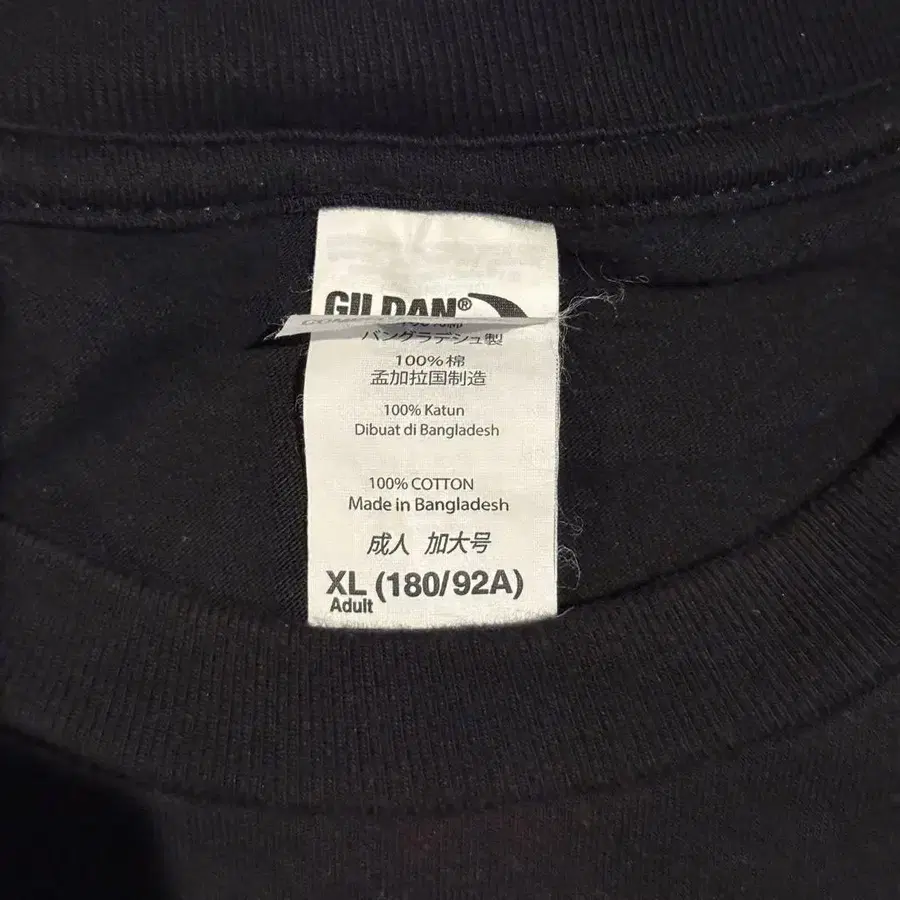 GILDAN®
バングラデシュ製
100%棉
孟加拉国制造
100% Katun
Dibuat di Bangladesh
100% COTTON
Made in Bangladesh
成人 加大号
XL (180/92A)
Adult